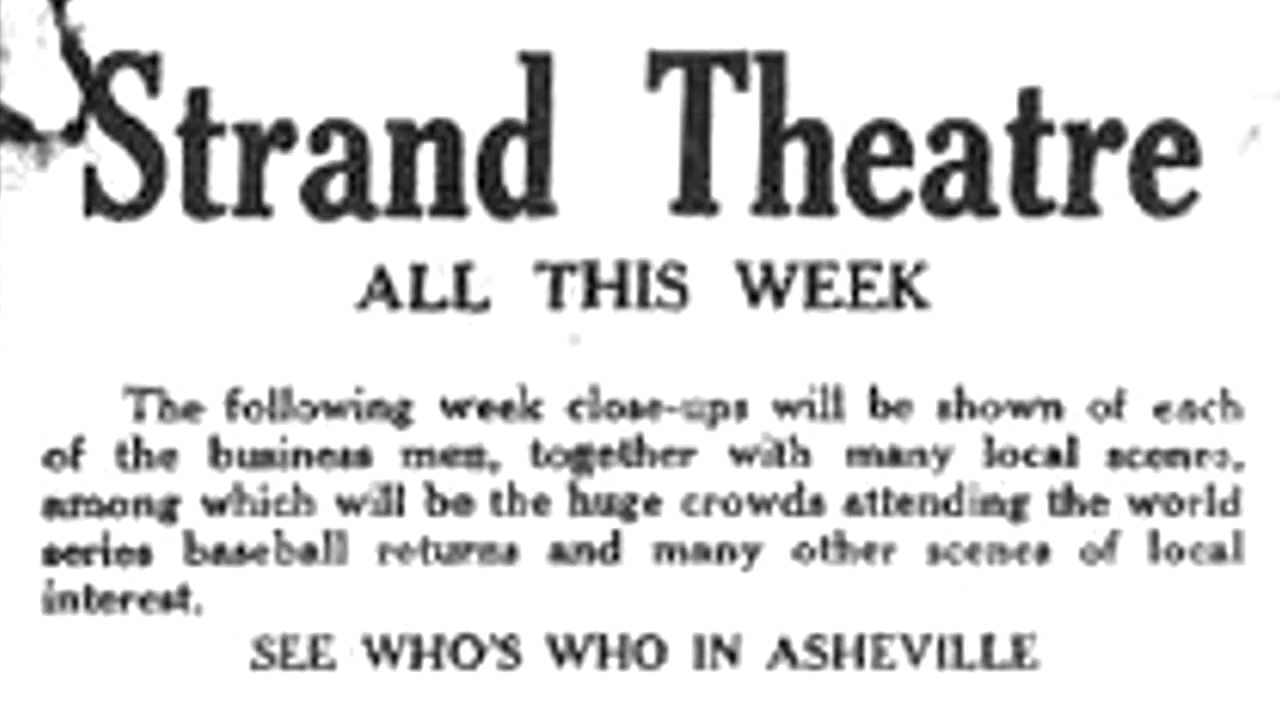 Strand Theatre
ALL THIS WEEK
The following week close-ups will be shown of each
of the business men, together with many local scenes,
among which will be the huge crowds attending the world
series baseball returns and many other scenes of local
interest.
SEE WHO'S WHO IN ASHEVILLE